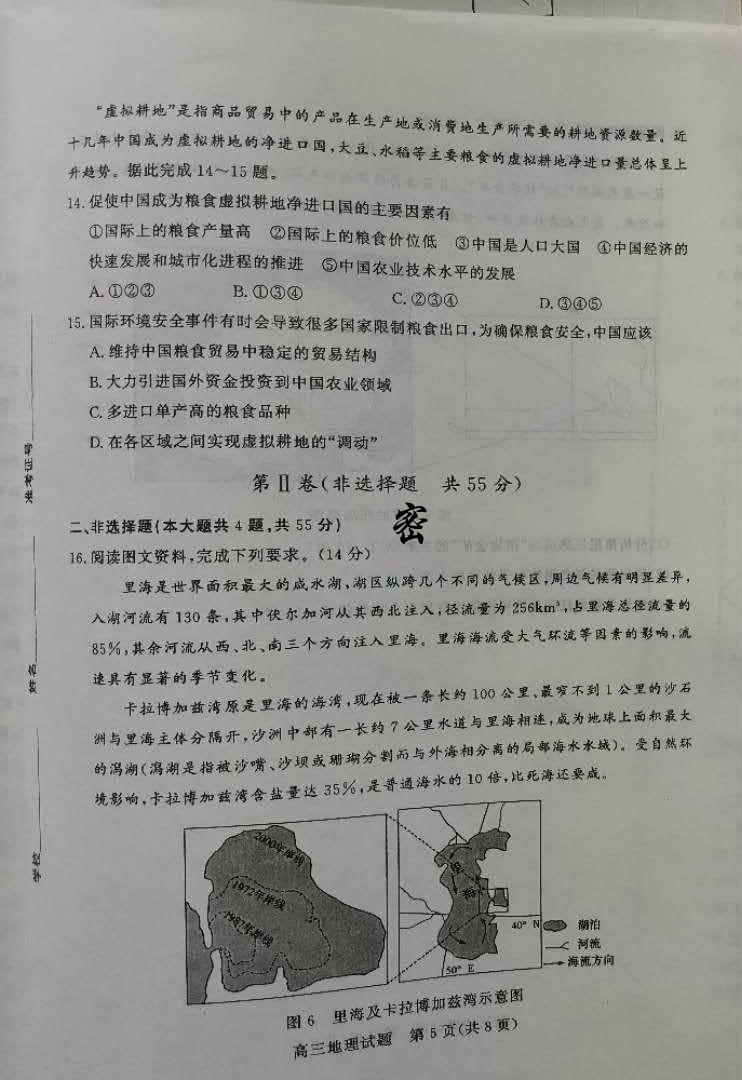 “虚拟耕地”是指商品贸易中的产品在生产地或消费地生产所需要的耕地资源数量。近
十几年中国成为虚拟耕地的净进口国,大豆、水稻等主要粮食的虚拟耕地净进口量总体呈上
升趋势。据此完成14～15题。
14.促使中国成为粮食虚拟耕地净进口国的主要因素有
①国际上的粮食产量高 ②国际上的粮食价位低 ③中国是人口大国 ④中国经济的
快速发展和城市化进程的推进 ⑤中国农业技术水平的发展
A.①②③ B.①③④ C.②③④ D.③④⑤
15.国际环境安全事件有时会导致很多国家限制粮食出口,为确保粮食安全,中国应该
A.维持中国粮食贸易中稳定的贸易结构
B.大力引进国外资金投资到中国农业领域
C.多进口单产高的粮食品种
D.在各区域之间实现虚拟耕地的“调动”
第Ⅱ卷(非选择题 共55分)
密
二、非选择题(本大题共4题,共55分)
16.阅读图文资料,完成下列要求。(14分)
里海是世界面积最大的咸水湖,湖区纵跨几个不同的气候区,周边气候有明显差异,
入湖河流有130条,其中伏尔加河从其西北注入,径流量为256km³,占里海总径流量的
85%,其余河流从西、北、南三个方向注入里海。里海海流受大气环流等因素的影响,流
速具有显著的季节变化。
卡拉博加兹湾原是里海的海湾,现在被一条长约100公里、最窄不到1公里的沙石
洲与里海主体分隔开,沙洲中部有一长约7公里水道与里海相连,成为地球上面积最大
的潟湖(潟湖是指被沙嘴、沙坝或珊瑚分割而与外海相分离的局部海水水域)。受自然环
境影响,卡拉博加兹湾含盐量达35%,是普通海水的10倍,比死海还要咸。
2000年岸线
1972年岸线
1987年岸线
里
海
40° N
50° E
湖泊
河流
海流方向
图6 里海及卡拉博加兹湾示意图
高三地理试题 第5页(共8页)
准考证号
姓名
学校